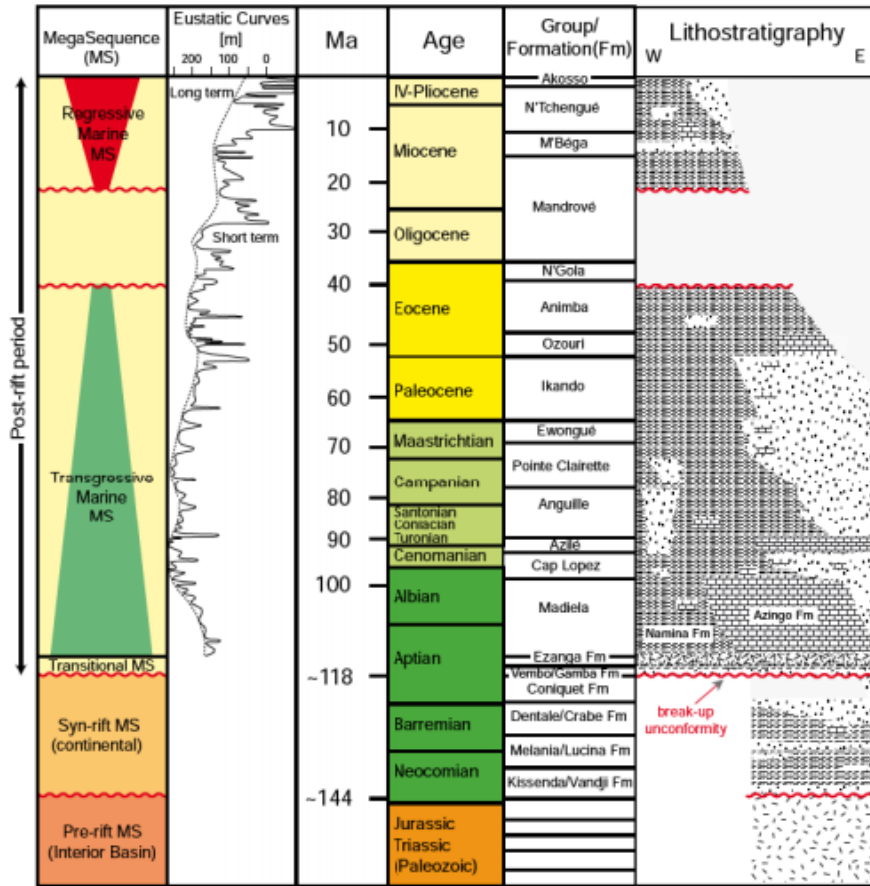 MegaSequence
(MS)
Eustatic Curves
[m]
200 100 0
Ma
Age
Group/
Formation(Fm)
Lithostratigraphy
W E
Post-rift period
Regressive
Marine
MS
Transgressive
Marine
MS
Transitional MS
Syn-rift MS
(continental)
Pre-rift MS
(Interior Basin)
Long term
Short term
10
20
30
40
50
60
70
80
90
100
~118
~144
IV-Pliocene
Miocene
Oligocene
Eocene
Paleocene
Maastrichtian
Campanian
Santonian
Coniacian
Turonian
Cenomanian
Albian
Aptian
Barremian
Neocomian
Jurassic
Triassic
(Paleozoic)
Akosso
N'Tchengué
M'Béga
Mandrové
N'Gola
Animba
Ozouri
Ikando
Ewongué
Pointe Clairette
Anguille
Azilé
Cap Lopez
Madiela
Ezanga Fm
Vembo/Gamba Fm
Coniquet Fm
Dentale/Crabe Fm
Melania/Lucina Fm
Kissenda/Vandji Fm
Azingo Fm
Namina Fm
break-up
unconformity